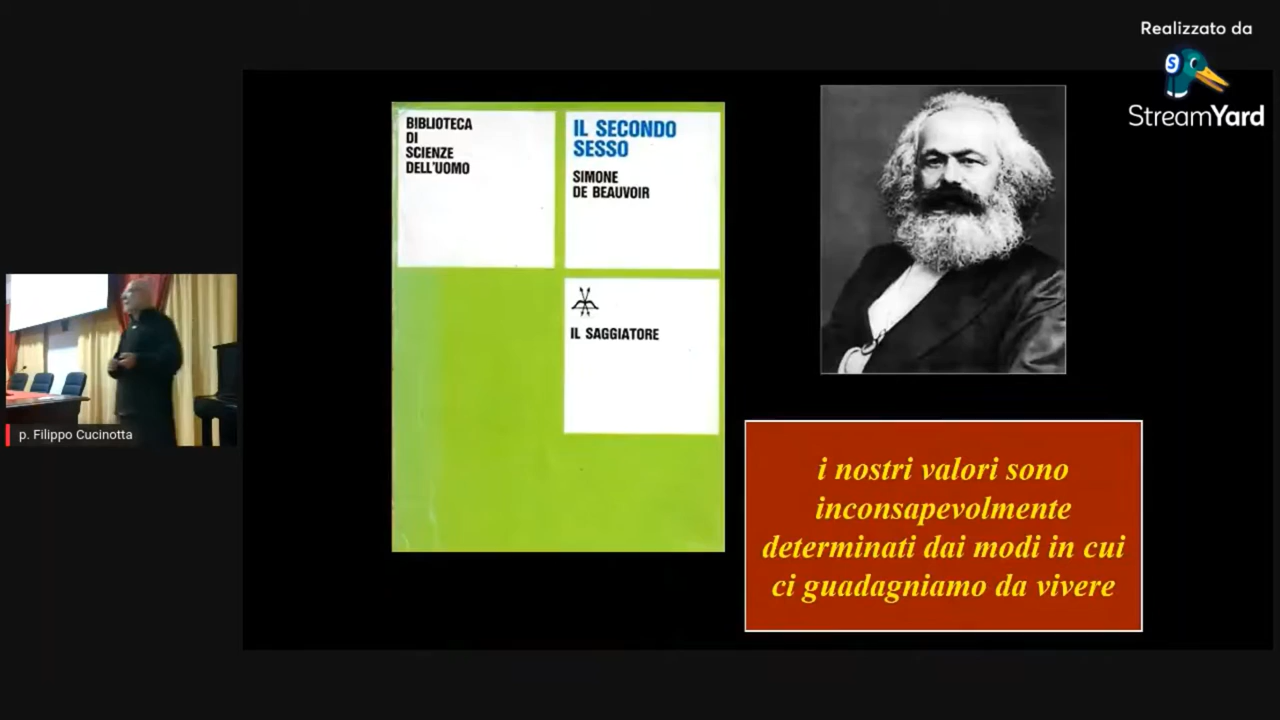 Realizzato da
StreamYard
BIBLIOTECA
DI
SCIENZE
DELL'UOMO
IL SECONDO
SESSO
SIMONE
DE BEAUVOIR
IL SAGGIATORE
p. Filippo Cucinotta
i nostri valori sono
inconsapevolmente
determinati dai modi in cui
ci guadagniamo da vivere